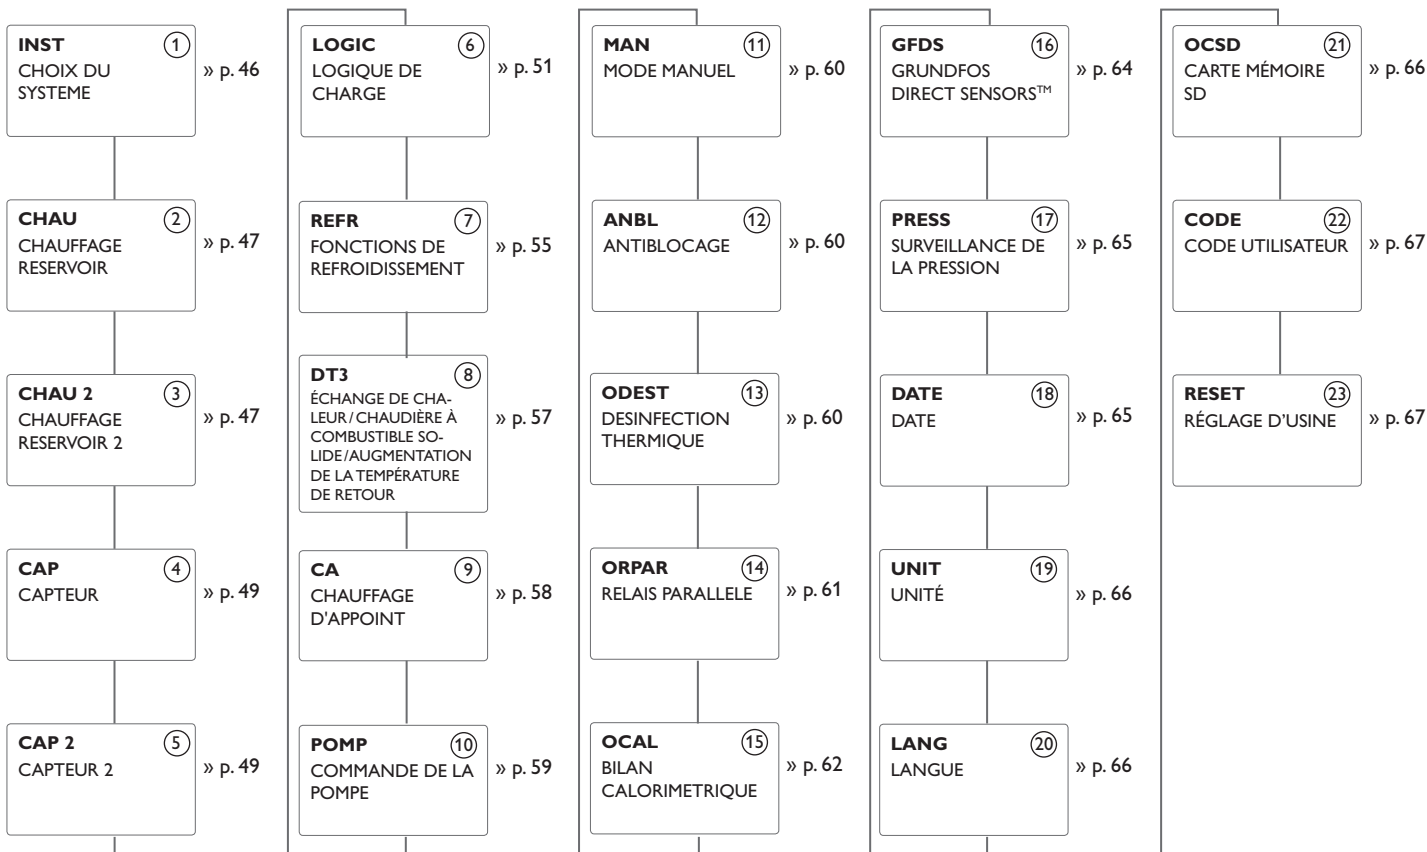 INST 1
CHOIX DU
SYSTEME
» p. 46
CHAU 2
CHAUFFAGE
RESERVOIR
» p. 47
CHAU 2 3
CHAUFFAGE
RESERVOIR 2
» p. 47
CAP 4
CAPTEUR
» p. 49
CAP 2 5
CAPTEUR 2
» p. 49
LOGIC 6
LOGIQUE DE
CHARGE
» p. 51
REFR 7
FONCTIONS DE
REFROIDISSEMENT
» p. 55
DT3 8
ÉCHANGE DE CHA-
LEUR/CHAUDIÈRE À
COMBUSTIBLE SO-
LIDE/AUGMENTATION
DE LA TEMPÉRATURE
DE RETOUR
» p. 57
CA 9
CHAUFFAGE
D'APPOINT
» p. 58
POMP 10
COMMANDE DE LA
POMPE
» p. 59
MAN 11
MODE MANUEL
» p. 60
ANBL 12
ANTIBLOCAGE
» p. 60
ODEST 13
DESINFECTION
THERMIQUE
» p. 60
ORPAR 14
RELAIS PARALLELE
» p. 61
OCAL 15
BILAN
CALORIMETRIQUE
» p. 62
GFDS 16
GRUNDFOS
DIRECT SENSORS™
» p. 64
PRESS 17
SURVEILLANCE DE
LA PRESSION
» p. 65
DATE 18
DATE
» p. 65
UNIT 19
UNITÉ
» p. 66
LANG 20
LANGUE
» p. 66
OCSD 21
CARTE MÉMOIRE
SD
» p. 66
CODE 22
CODE UTILISATEUR
» p. 67
RESET 23
RÉGLAGE D’USINE
» p. 67